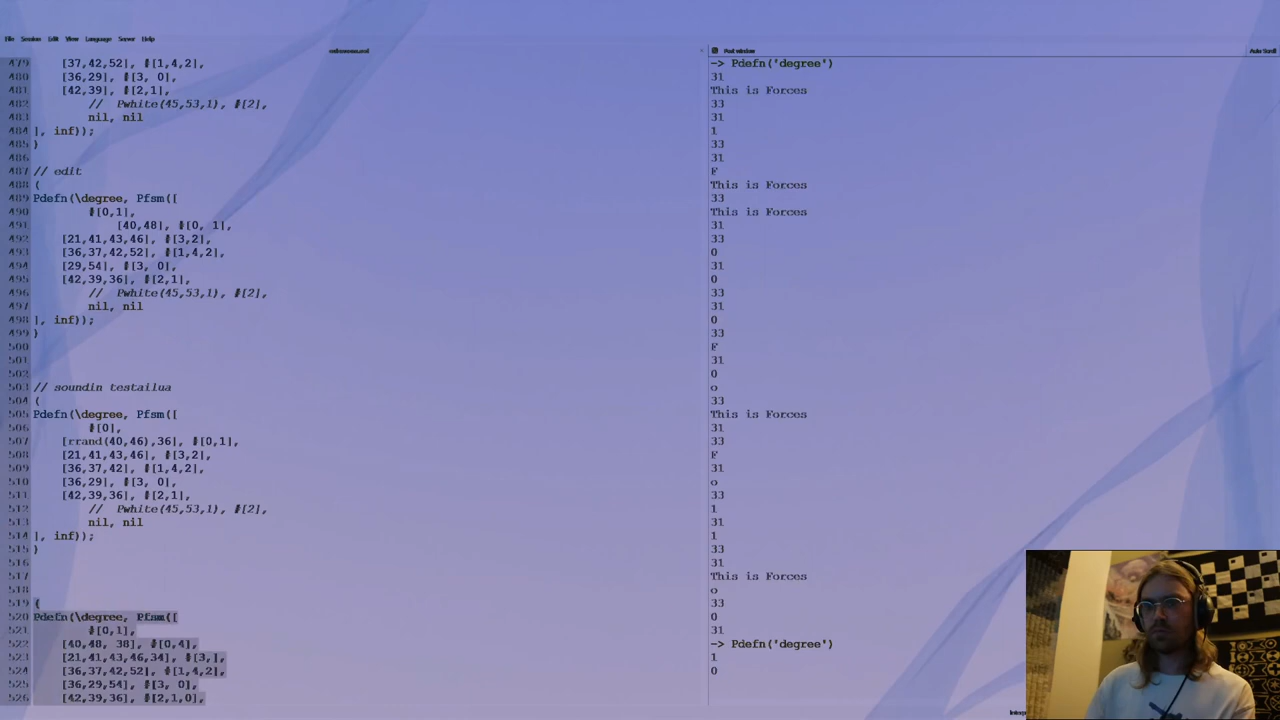 File Session Edit View Language Server Help
Post window
Auto Scroll
479 [37,42,52], #[1,4,2],
480 [36,29], #[3, 0],
481 [42,39], #[2,1],
482 // Pwhite(45,53,1), #[2],
483 nil, nil
484 ], inf));
485 )
486
487 // edit
488 (
489 Pdefn(\degree, Pfsm([
490 #[0,1],
491 [40,48], #[0, 1],
492 [21,41,43,46], #[3,2],
493 [36,37,42,52], #[1,4,2],
494 [29,54], #[3, 0],
495 [42,39,36], #[2,1],
496 // Pwhite(45,53,1), #[2],
497 nil, nil
498 ], inf));
499 )
500
501
502
503 // soundin testailua
504 (
505 Pdefn(\degree, Pfsm([
506 #[0],
507 [rrand(40,46),36], #[0,1],
508 [21,41,43,46], #[3,2],
509 [36,37,42], #[1,4,2],
510 [36,29], #[3, 0],
511 [42,39,36], #[2,1],
512 // Pwhite(45,53,1), #[2],
513 nil, nil
514 ], inf));
515 )
516
517
518
519 (
520 Pdefn(\degree, Pfsm([
521 #[0,1],
522 [40,48, 38], #[0,4],
523 [21,41,43,46,34], #[3,],
524 [36,37,42,52], #[1,4,2],
525 [36,29,54], #[3, 0],
526 [42,39,36], #[2,1,0],
-> Pdefn('degree')
31
This is Forces
33
31
1
33
31
F
This is Forces
33
This is Forces
31
33
0
31
0
33
31
0
33
F
31
0
o
33
This is Forces
31
33
F
31
o
33
1
31
1
33
31
This is Forces
o
33
0
31
-> Pdefn('degree')
1
0